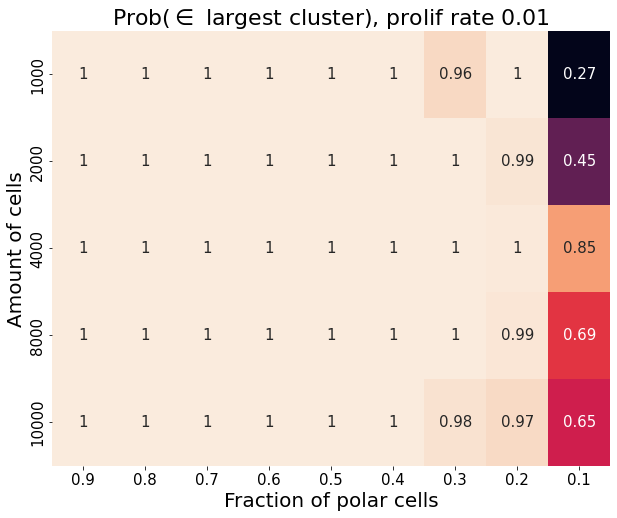 Prob(∈ largest cluster), prolif rate 0.01
Amount of cells
1000 1 1 1 1 1 1 0.96 1 0.27
2000 1 1 1 1 1 1 1 0.99 0.45
4000 1 1 1 1 1 1 1 1 0.85
8000 1 1 1 1 1 1 1 0.99 0.69
10000 1 1 1 1 1 1 0.98 0.97 0.65
0.9 0.8 0.7 0.6 0.5 0.4 0.3 0.2 0.1
Fraction of polar cells